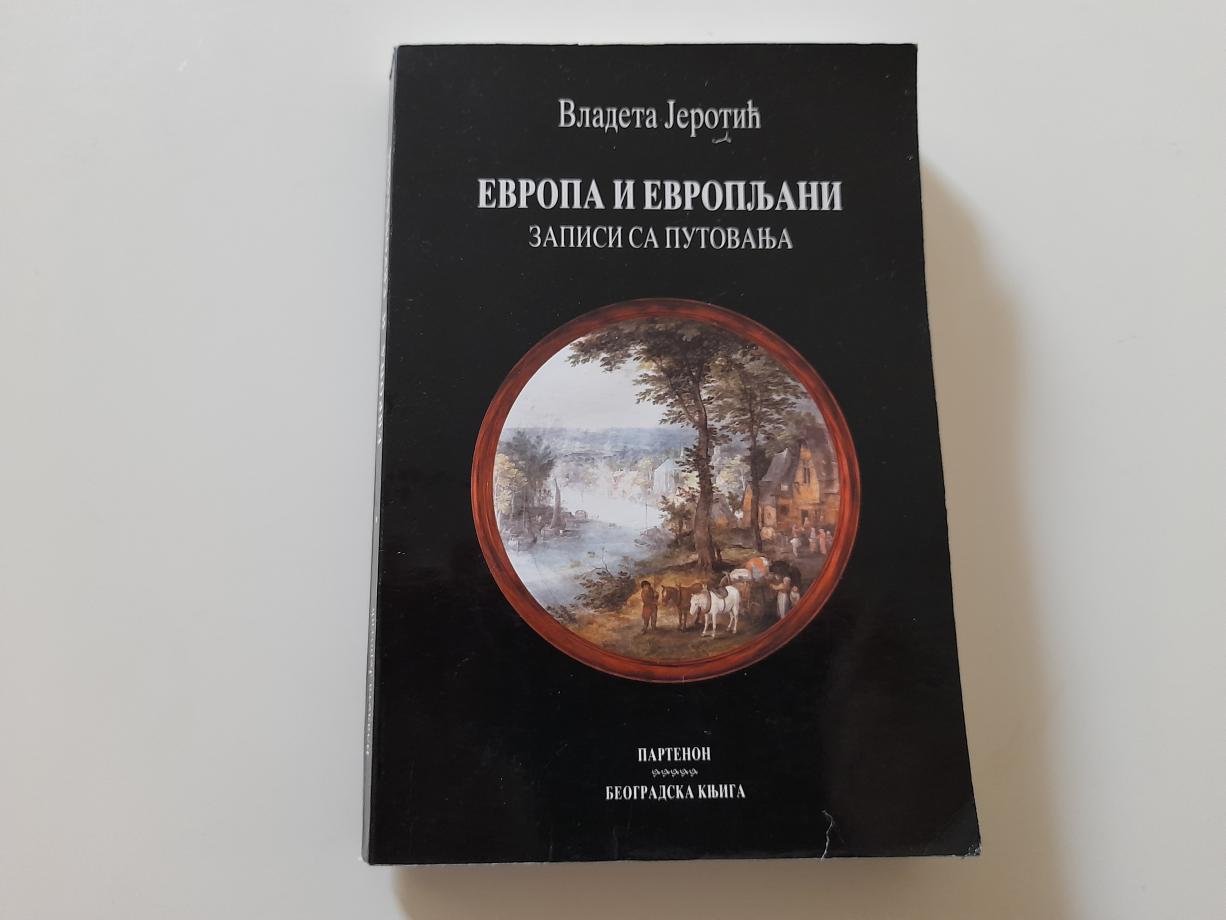 Владета Јеротић
ЕВРОПА И ЕВРОПЉАНИ
ЗАПИСИ СА ПУТОВАЊА
ПАРТЕНОН
БЕОГРАДСКА КЊИГА